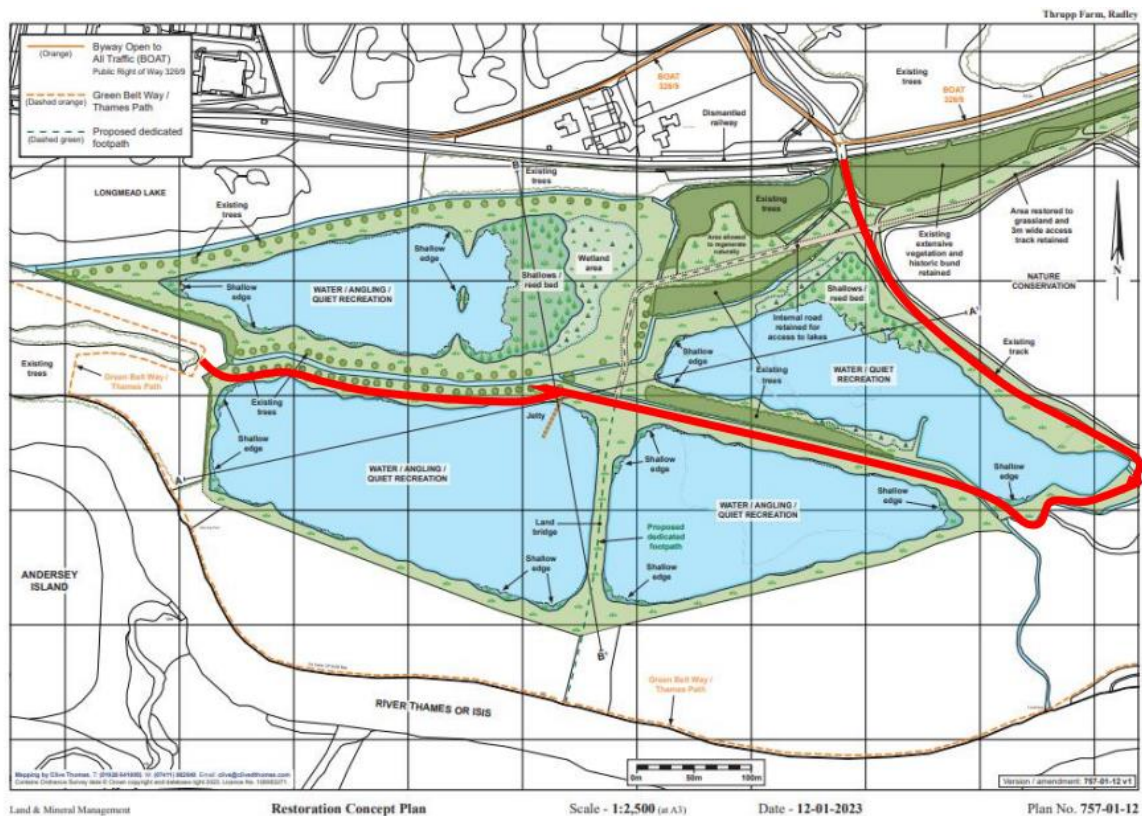 Thrupp Farm, Radley
(Orange)
Byway Open to
All Traffic (BOAT)
Public Right of Way 326/9
(Dashed orange)
Green Belt Way /
Thames Path
(Dashed green)
Proposed dedicated
footpath
BOAT
326/9
Existing
trees
BOAT
326/9
Dismantled
railway
LONGMEAD LAKE
Existing
trees
B
Existing
trees
Existing
trees
Area allowed
to regenerate
naturally
Existing
extensive
vegetation and
historic bund
retained
Area restored to
grassland and
3m wide access
track retained
N
NATURE
CONSERVATION
Shallow
edge
Shallow
edge
WATER / ANGLING /
QUIET RECREATION
Shallows /
reed bed
Wetland
area
Shallows /
reed bed
Internal road
retained for
access to lakes
A'
Existing
track
Shallow
edge
Existing
trees
WATER / QUIET
RECREATION
Existing
trees
Green Belt Way /
Thames Path
Existing
trees
Shallow
edge
Jetty
A
WATER / ANGLING /
QUIET RECREATION
Shallow
edge
Shallow
edge
Shallow
edge
WATER / ANGLING /
QUIET RECREATION
Land
bridge
Proposed
dedicated
footpath
Shallow
edge
Shallow
edge
ANDERSEY
ISLAND
B'
Green Belt Way /
Thames Path
RIVER THAMES OR ISIS
0m 50m 100m
Version / amendment: 757-01-12 v1
Land & Mineral Management
Restoration Concept Plan
Scale - 1:2,500 (at A3)
Date - 12-01-2023
Plan No. 757-01-12